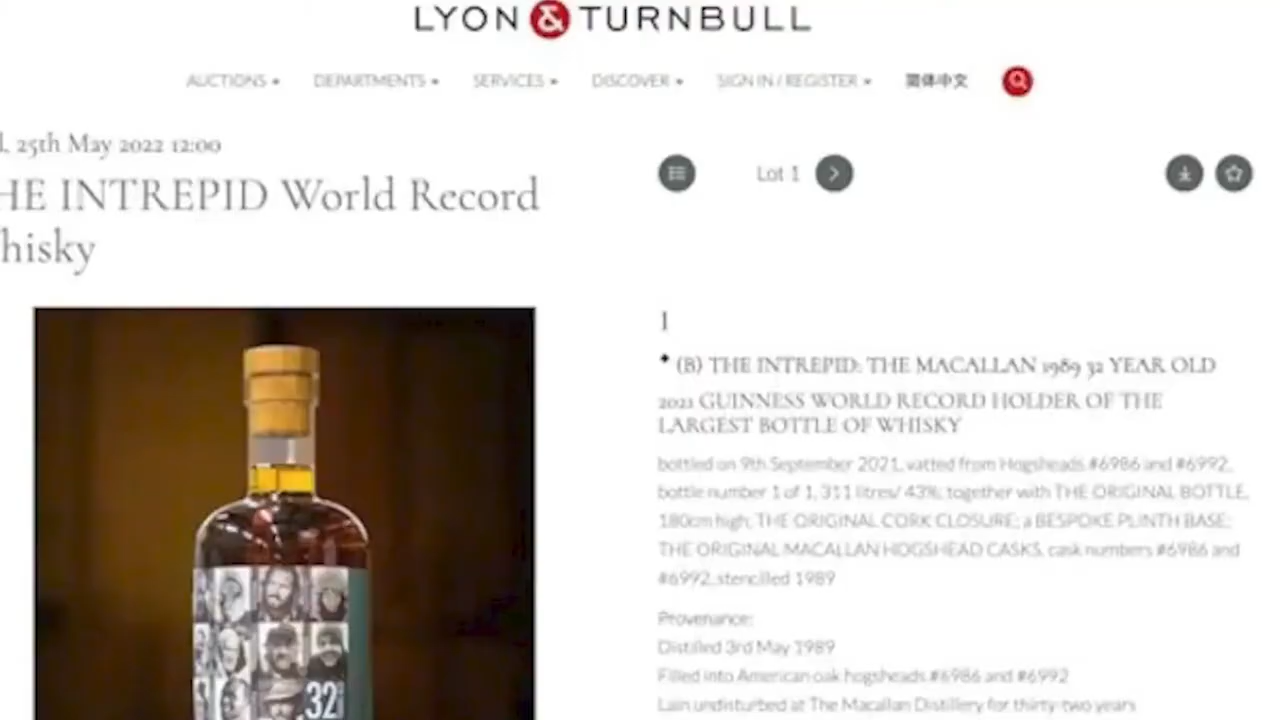 LYON & TURNBULL
AUCTIONS DEPARTMENTS SERVICES DISCOVER SIGN IN / REGISTER 简体中文
d, 25th May 2022 12:00
HE INTREPID World Record
hisky
Lot 1
1
(B) THE INTREPID: THE MACALLAN 1989 32 YEAR OLD
2021 GUINNESS WORLD RECORD HOLDER OF THE
LARGEST BOTTLE OF WHISKY
bottled on 9th September 2021, vatted from Hogsheads #6986 and #6992,
bottle number 1 of 1, 311 litres/ 43%; together with THE ORIGINAL BOTTLE,
180cm high; THE ORIGINAL CORK CLOSURE; a BESPOKE PLINTH BASE;
THE ORIGINAL MACALLAN HOGSHEAD CASKS, cask numbers #6986 and
#6992, stencilled 1989
Provenance:
Distilled 3rd May 1989
Filled into American oak hogsheads #6986 and #6992
Lain undisturbed at The Macallan Distillery for thirty-two years
32